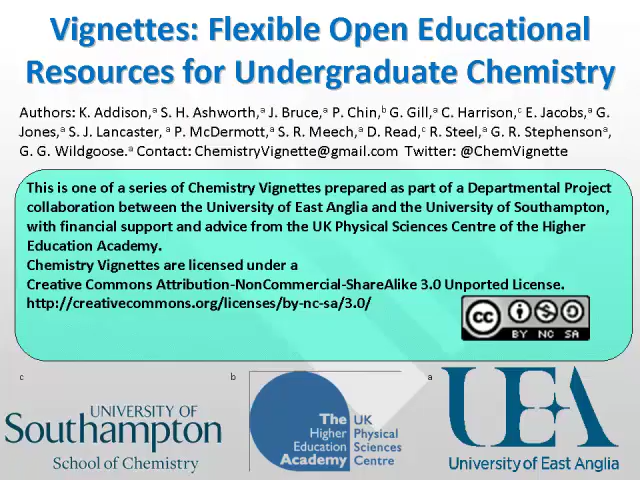 Vignettes: Flexible Open Educational
Resources for Undergraduate Chemistry
Authors: K. Addison,ᵃ S. H. Ashworth,ᵃ J. Bruce,ᵃ P. Chin,ᵇ G. Gill,ᵃ C. Harrison,ᶜ E. Jacobs,ᵃ G.
Jones,ᵃ S. J. Lancaster, ᵃ P. McDermott,ᵃ S. R. Meech,ᵃ D. Read,ᶜ R. Steel,ᵃ G. R. Stephensonᵃ,
G. G. Wildgoose.ᵃ Contact: ChemistryVignette@gmail.com Twitter: @ChemVignette
This is one of a series of Chemistry Vignettes prepared as part of a Departmental Project
collaboration between the University of East Anglia and the University of Southampton,
with financial support and advice from the UK Physical Sciences Centre of the Higher
Education Academy.
Chemistry Vignettes are licensed under a
Creative Commons Attribution-NonCommercial-ShareAlike 3.0 Unported License.
http://creativecommons.org/licenses/by-nc-sa/3.0/
cc
BY NC SA
c
UNIVERSITY OF
Southampton
School of Chemistry
b
The UK
Higher Physical
Education Sciences
Academy Centre
a
UEA
University of East Anglia